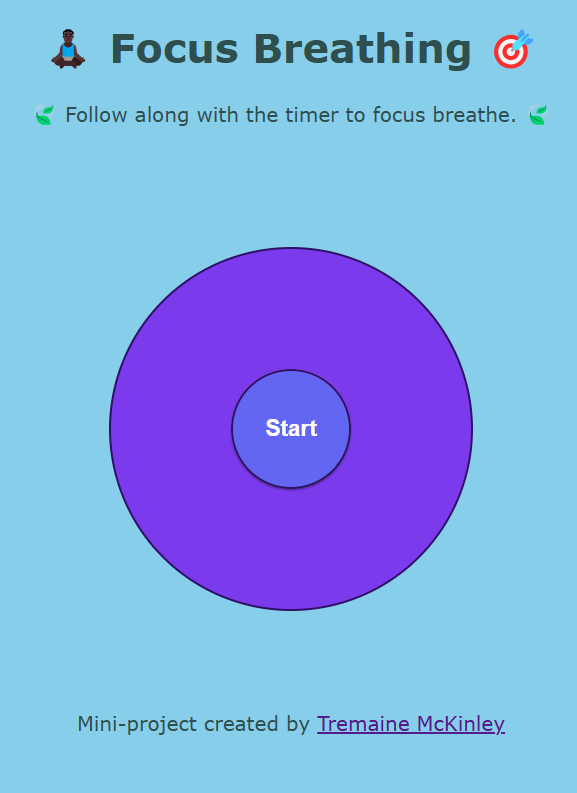 Focus Breathing
Follow along with the timer to focus breathe.
Start
Mini-project created by Tremaine McKinley